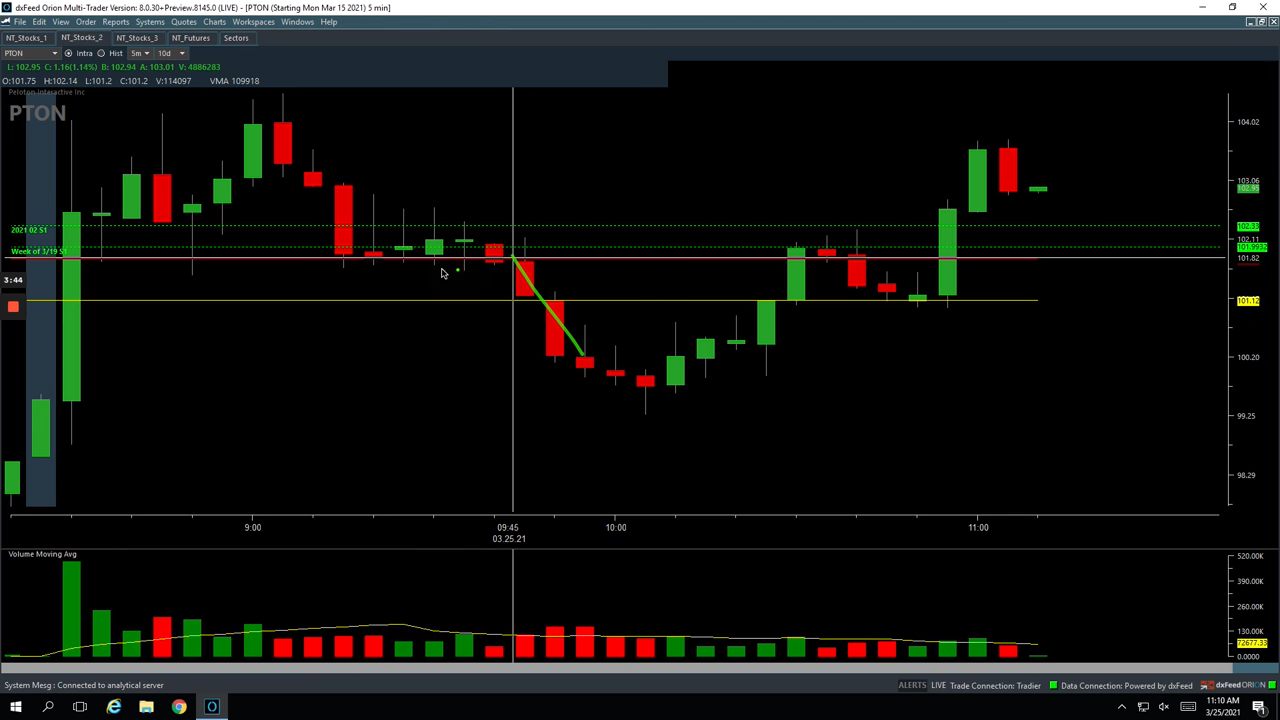 dxFeed Orion Multi-Trader Version: 8.0.30+Preview.8145.0 (LIVE) - [PTON (Starting Mon Mar 15 2021) 5 min]
File Edit View Order Reports Systems Quotes Charts Workspaces Windows Help
NT_Stocks_1 NT_Stocks_2 NT_Stocks_3 NT_Futures Sectors
PTON Intra Hist 5m 10d
L: 102.95 C: 1.16(1.14%) B: 102.94 A: 103.01 V: 4886283
O:101.75 H:102.14 L:101.2 C:101.2 V:114097 VMA 109918
Peloton Interactive Inc
PTON
104.02
103.06
102.95
2021 02 S1
102.33
102.11
Week of 3/19 S1
101.9932
101.82
3:44
101.12
100.20
99.25
98.29
9:00 09:45 10:00 11:00
03.25.21
Volume Moving Avg
520.00K
390.00K
260.00K
130.00K
72677.33
0.0000
System Mesg : Connected to analytical server
ALERTS LIVE Trade Connection: Tradier Data Connection: Powered by dxFeed dxFeed ORION
11:10 AM
3/25/2021